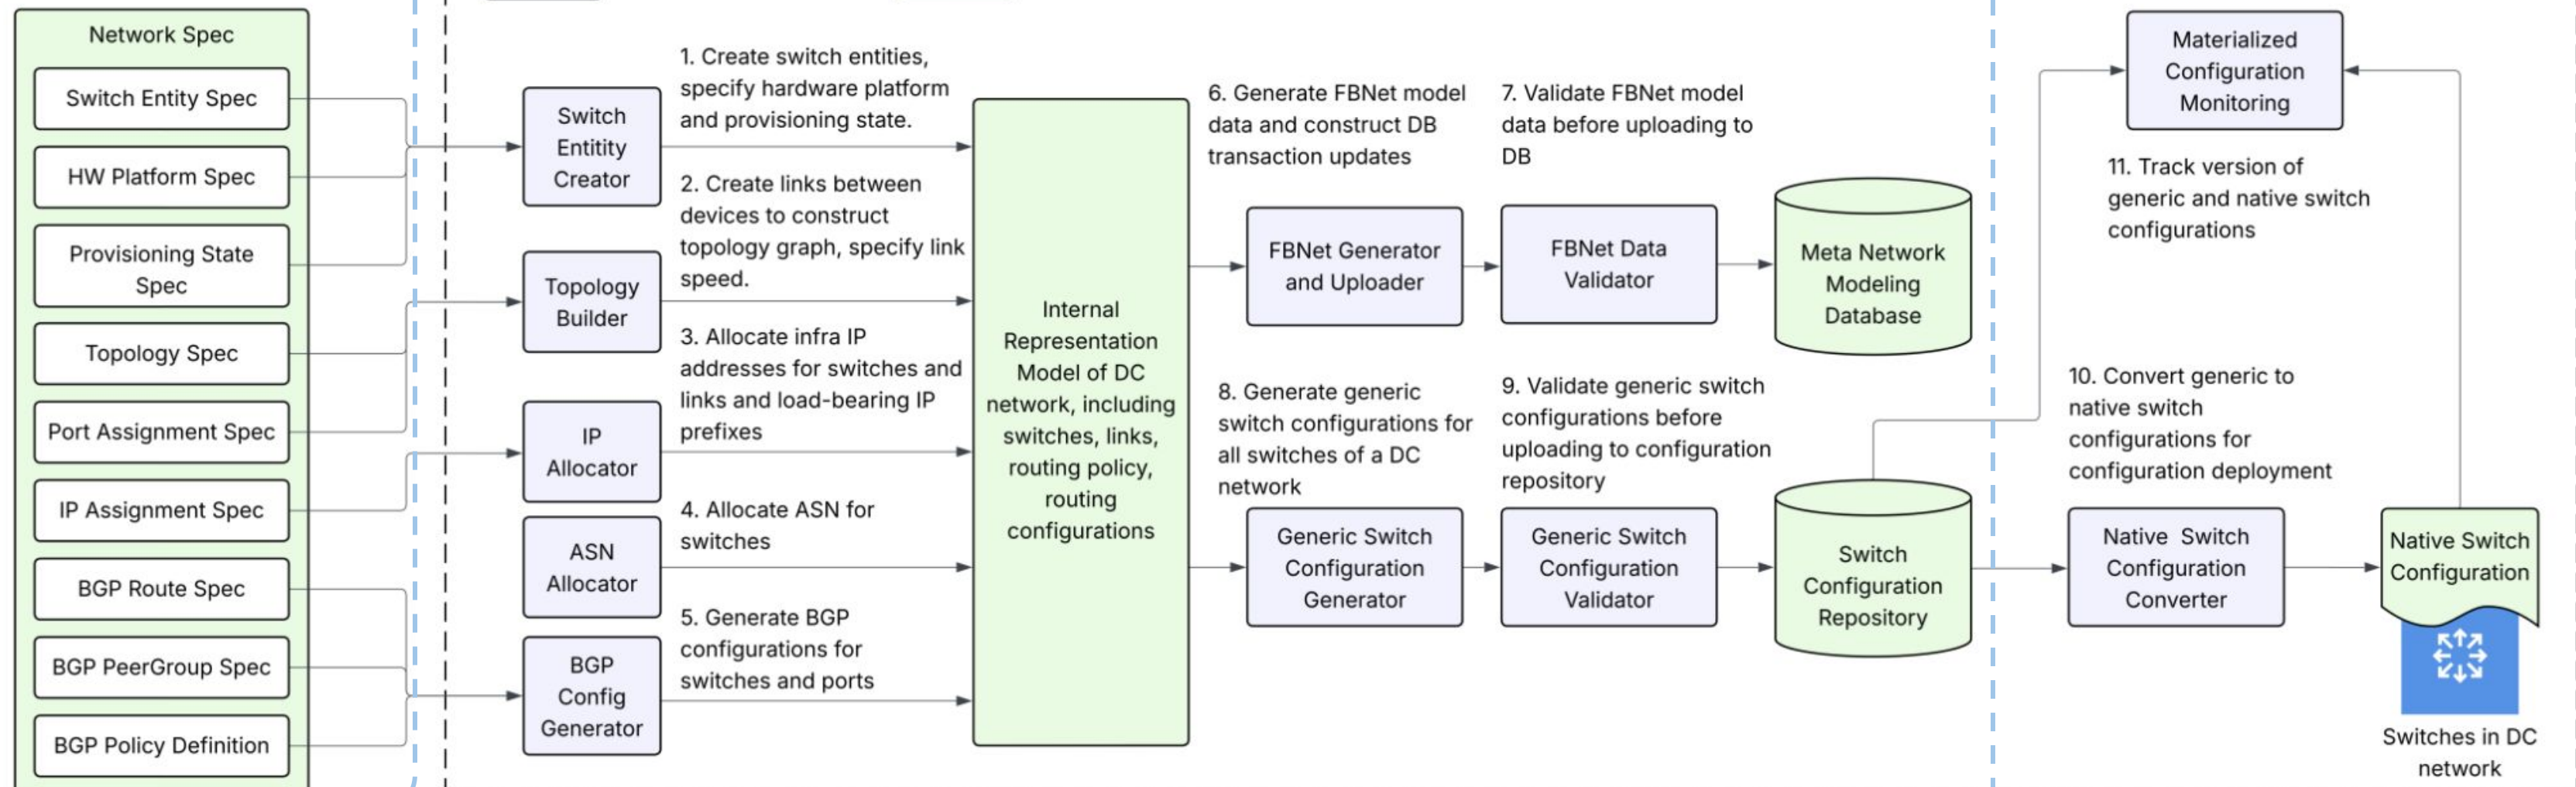 Network Spec
Switch Entity Spec
HW Platform Spec
Provisioning State
Spec
Topology Spec
Port Assignment Spec
IP Assignment Spec
BGP Route Spec
BGP PeerGroup Spec
BGP Policy Definition
Switch
Entitity
Creator
Topology
Builder
IP
Allocator
ASN
Allocator
BGP
Config
Generator
1. Create switch entities,
specify hardware platform
and provisioning state.
2. Create links between
devices to construct
topology graph, specify link
speed.
3. Allocate infra IP
addresses for switches and
links and load-bearing IP
prefixes
4. Allocate ASN for
switches
5. Generate BGP
configurations for
switches and ports
Internal
Representation
Model of DC
network, including
switches, links,
routing policy,
routing
configurations
6. Generate FBNet model
data and construct DB
transaction updates
7. Validate FBNet model
data before uploading to
DB
FBNet Generator
and Uploader
FBNet Data
Validator
Meta Network
Modeling
Database
8. Generate generic
switch configurations for
all switches of a DC
network
9. Validate generic switch
configurations before
uploading to configuration
repository
Generic Switch
Configuration
Generator
Generic Switch
Configuration
Validator
Switch
Configuration
Repository
Materialized
Configuration
Monitoring
11. Track version of
generic and native switch
configurations
10. Convert generic to
native switch
configurations for
configuration deployment
Native Switch
Configuration
Converter
Native Switch
Configuration
Switches in DC
network